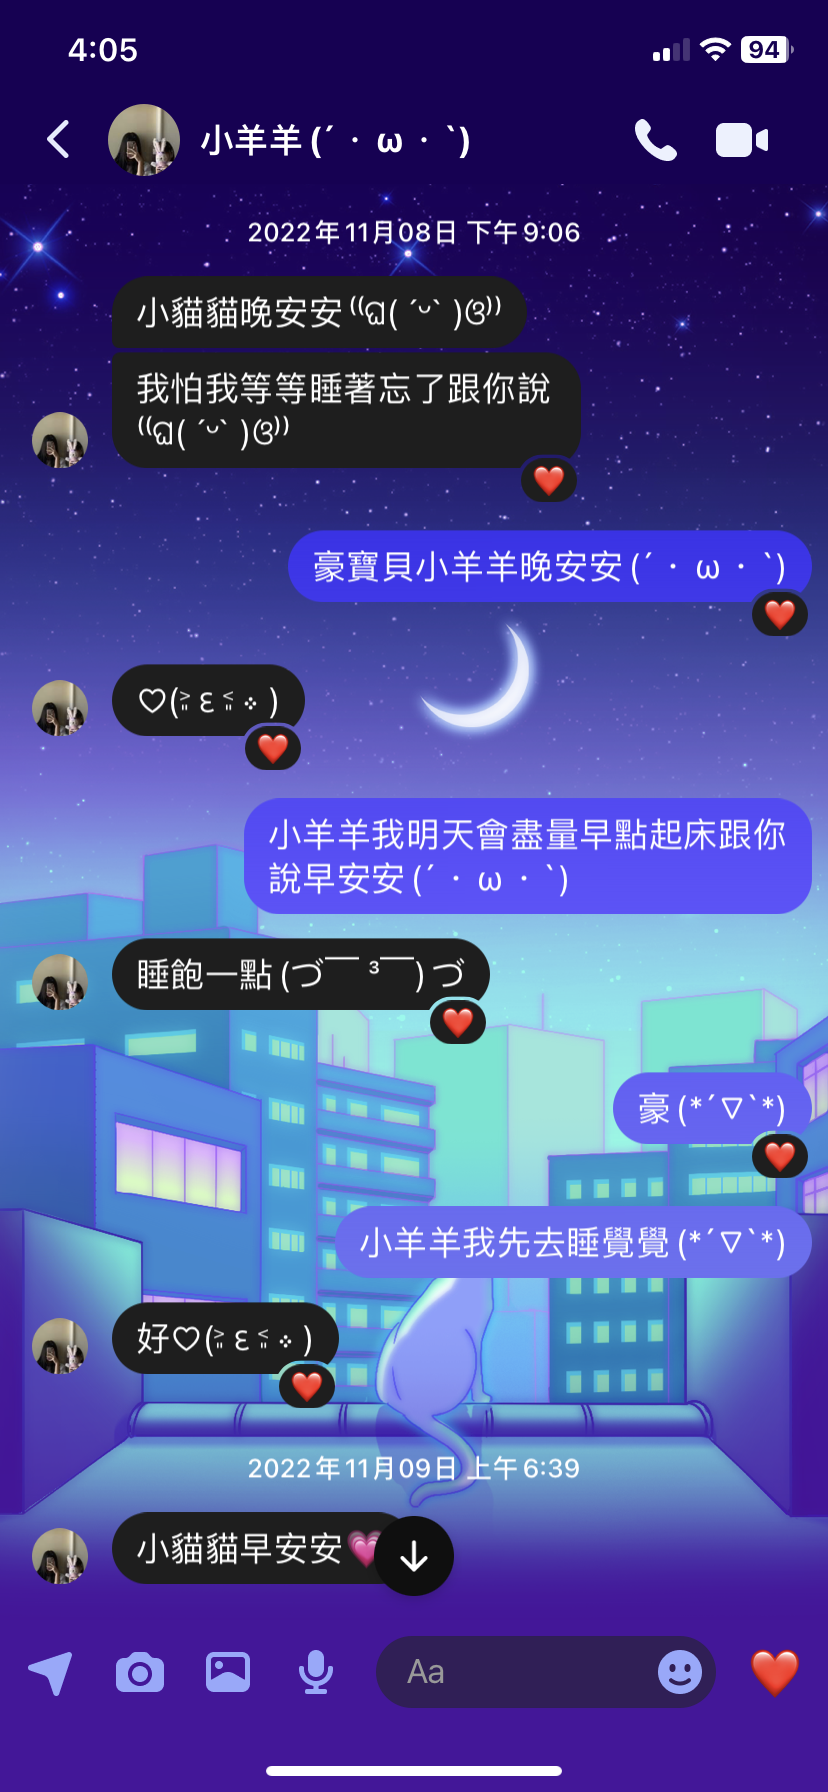 4:05
94
小羊羊 (´・ω・`)
2022年11月08日 下午9:06
小貓貓晚安安 ⁽⁽ଘ( ˊᵕˋ )ଓ⁾⁾
我怕我等等睡著忘了跟你說
⁽⁽ଘ( ˊᵕˋ )ଓ⁾⁾
豪寶貝小羊羊晚安安 (´・ω・`)
♡(ᵕ̈ ε ᵕ̈ ༶ )
小羊羊我明天會盡量早點起床跟你
說早安安 (´・ω・`)
睡飽一點 (づ￣ ³￣) づ
豪 (*´∇`*)
小羊羊我先去睡覺覺 (*´∇`*)
好♡(˃̶͈ ε ˂̶͈ ༶ )
2022年11月09日 上午6:39
小貓貓早安安💗
Aa